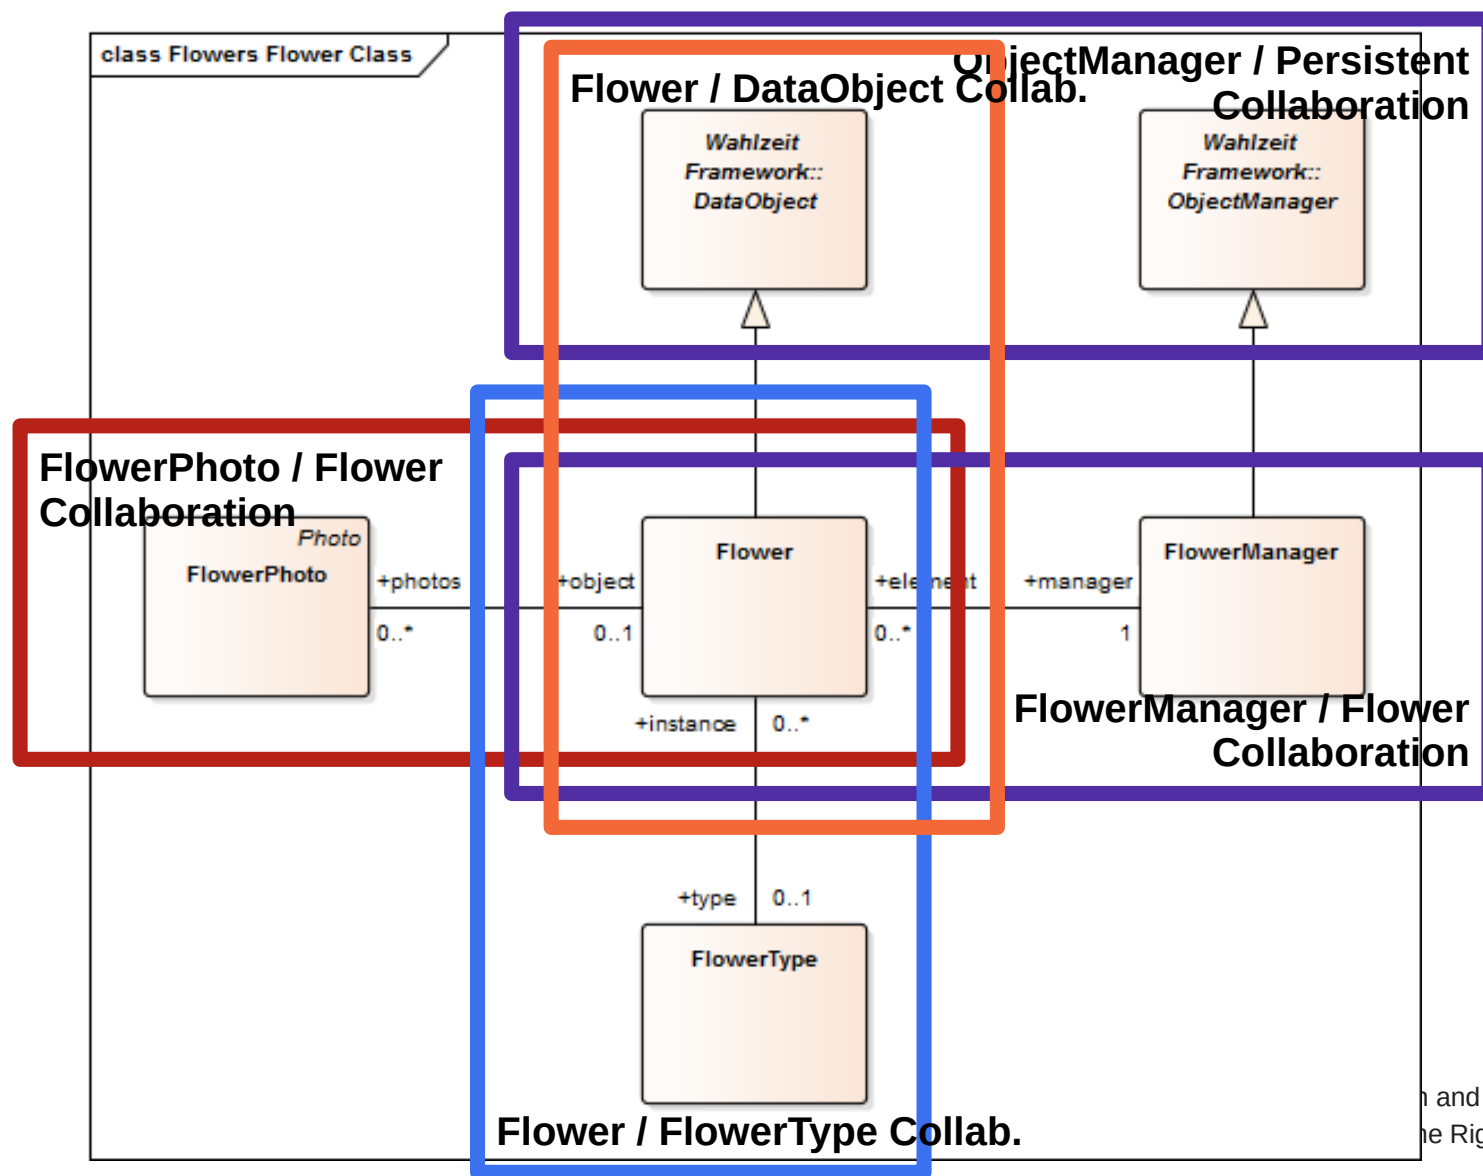 class Flowers Flower Class
ObjectManager / Persistent
Collaboration
Flower / DataObject Collab.
Wahlzeit
Framework::
DataObject
Wahlzeit
Framework::
ObjectManager
FlowerPhoto / Flower
Collaboration
Photo
FlowerPhoto
+photos
0..*
+object
0..1
Flower
+element
0..*
+manager
1
FlowerManager
FlowerManager / Flower
Collaboration
+instance 0..*
+type 0..1
FlowerType
Flower / FlowerType Collab.
and